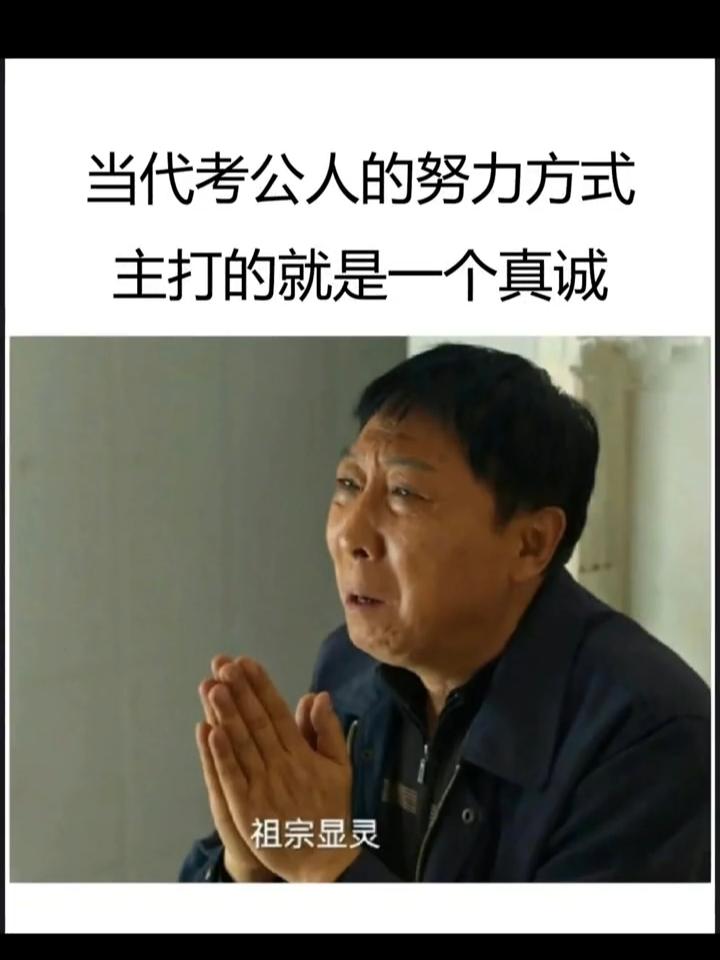 当代考公人的努力方式
主打的就是一个真诚
祖宗显灵